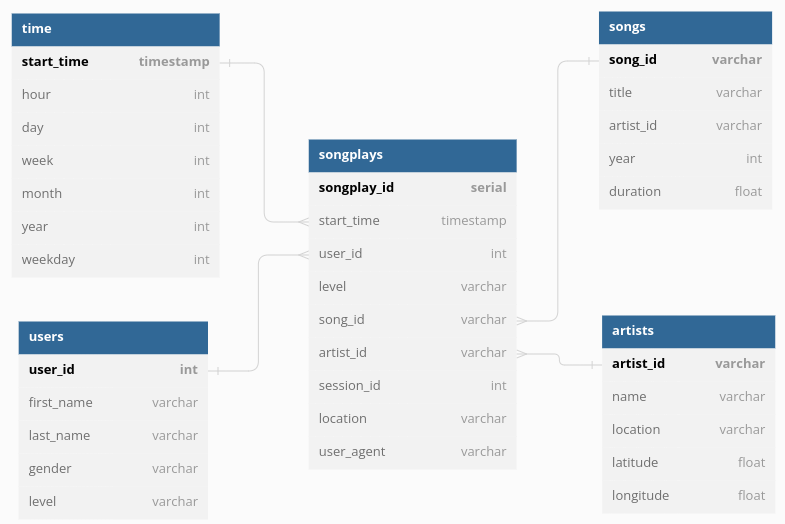 time
start_time timestamp
hour int
day int
week int
month int
year int
weekday int
users
user_id int
first_name varchar
last_name varchar
gender varchar
level varchar
songplays
songplay_id serial
start_time timestamp
user_id int
level varchar
song_id varchar
artist_id varchar
session_id int
location varchar
user_agent varchar
songs
song_id varchar
title varchar
artist_id varchar
year int
duration float
artists
artist_id varchar
name varchar
location varchar
latitude float
longitude float